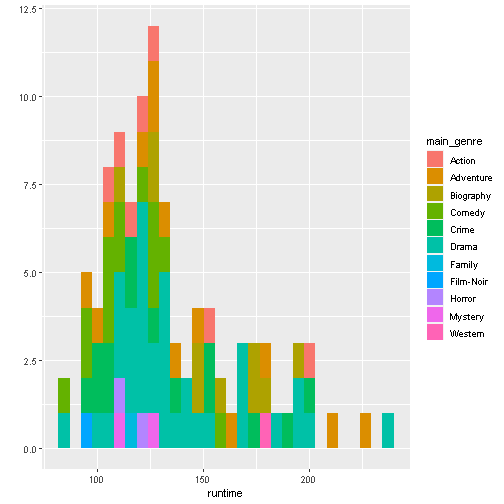 12.5
10.0
7.5
5.0
2.5
0.0
100
150
200
runtime
main_genre
Action
Adventure
Biography
Comedy
Crime
Drama
Family
Film-Noir
Horror
Mystery
Western